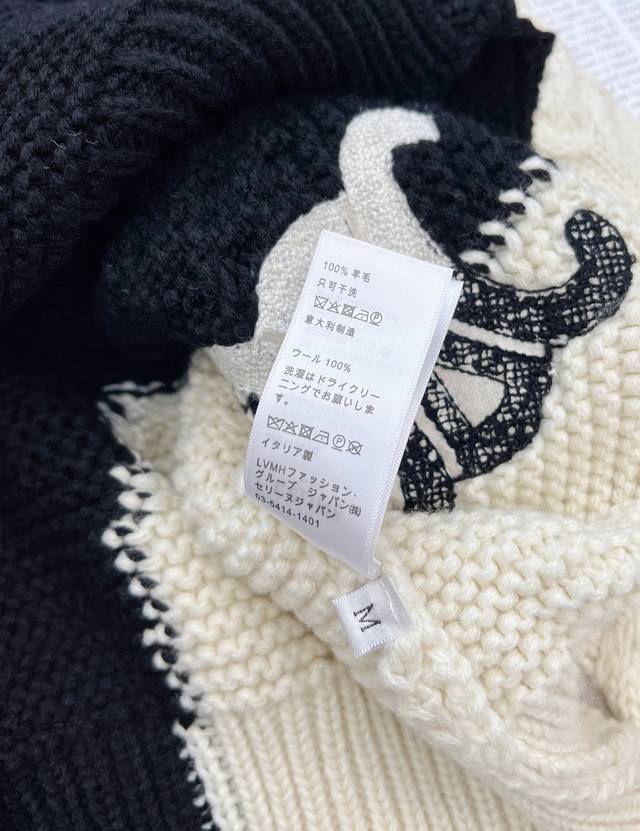 100% 羊毛
只可干洗
意大利制造
ウール 100%
洗濯はドライクリー
ニングでお願いしま
す。
イタリア製
LVMHファッション・
グループ ジャパン㈱
セリーヌジャパン
03-5414-1401
M